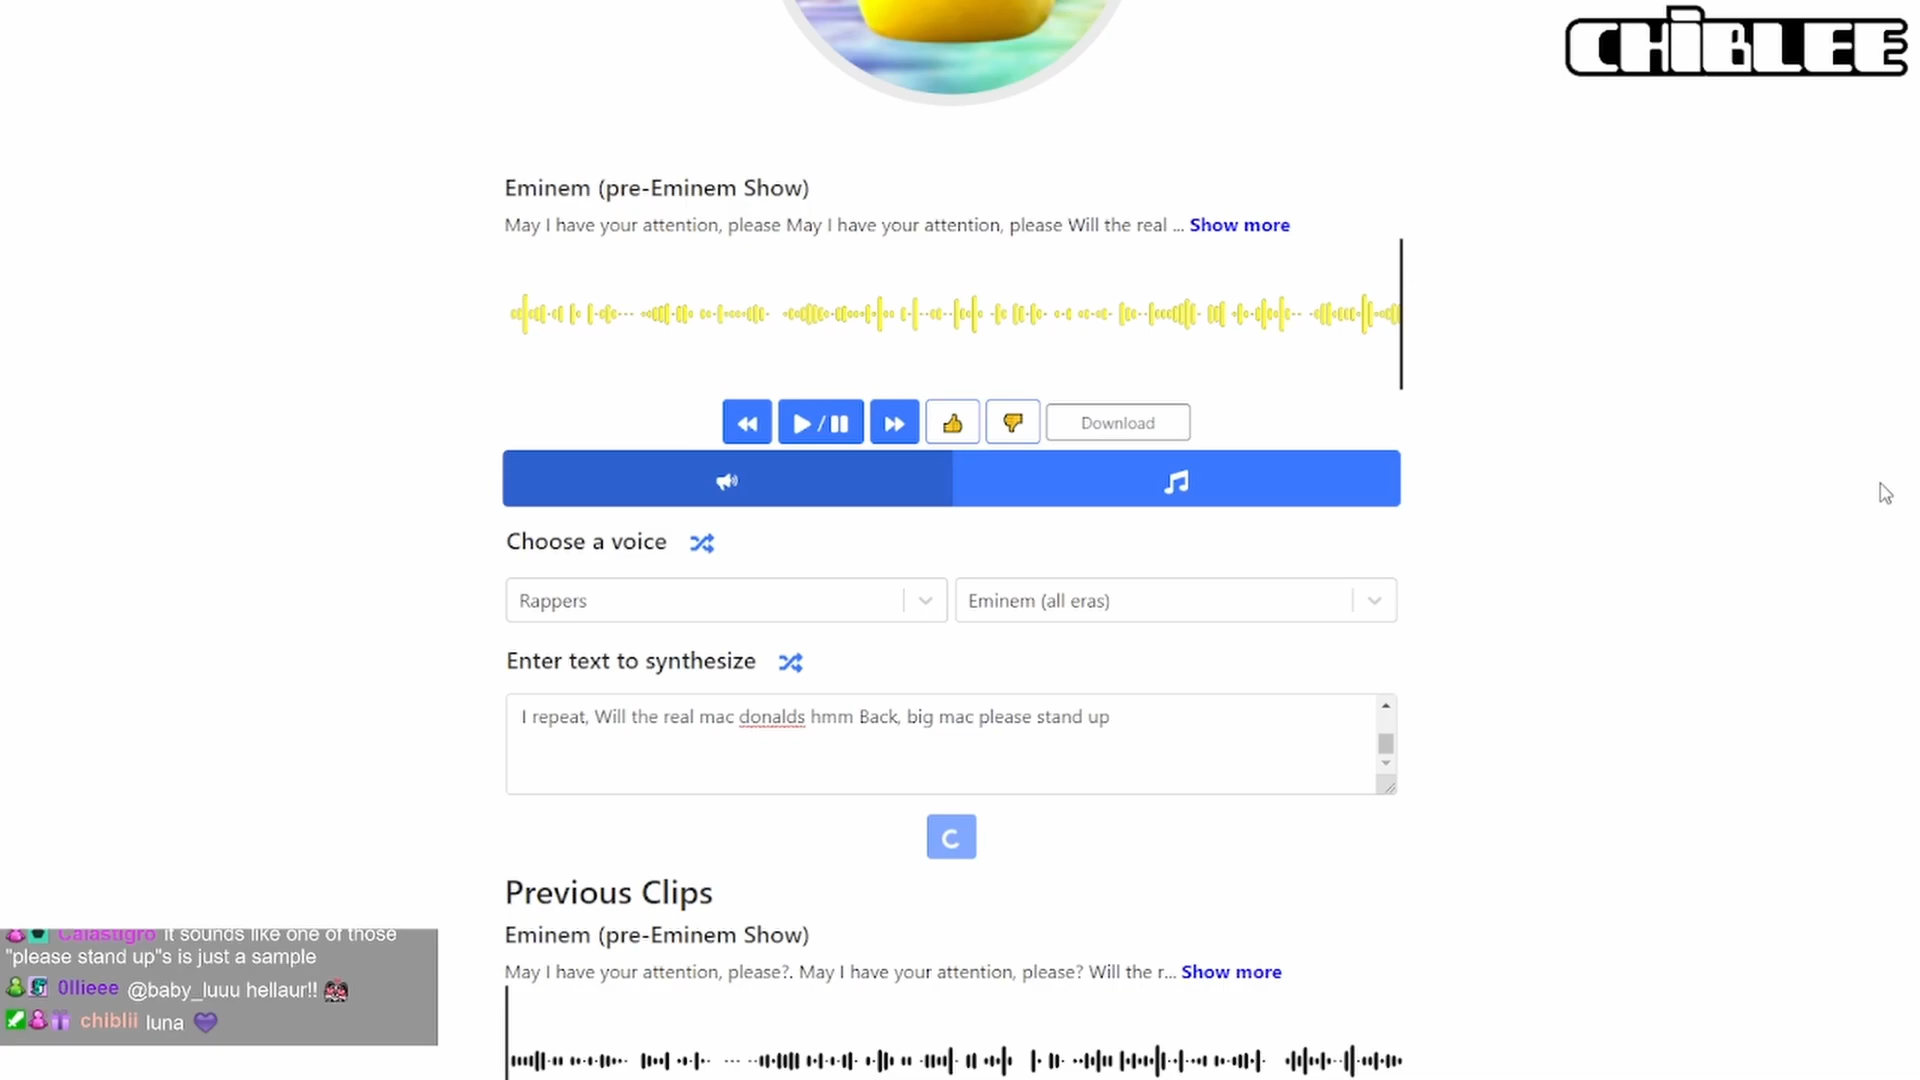 CHIBLEE
Eminem (pre-Eminem Show)
May I have your attention, please May I have your attention, please Will the real ... Show more
Download
Choose a voice
Rappers
Eminem (all eras)
Enter text to synthesize
I repeat, Will the real mac donalds hmm Back, big mac please stand up
Previous Clips
Eminem (pre-Eminem Show)
May I have your attention, please?. May I have your attention, please? Will the r... Show more
Calastigro it sounds like one of those
"please stand up"s is just a sample
0llieee @baby_luuu hellaur!!
chiblii luna